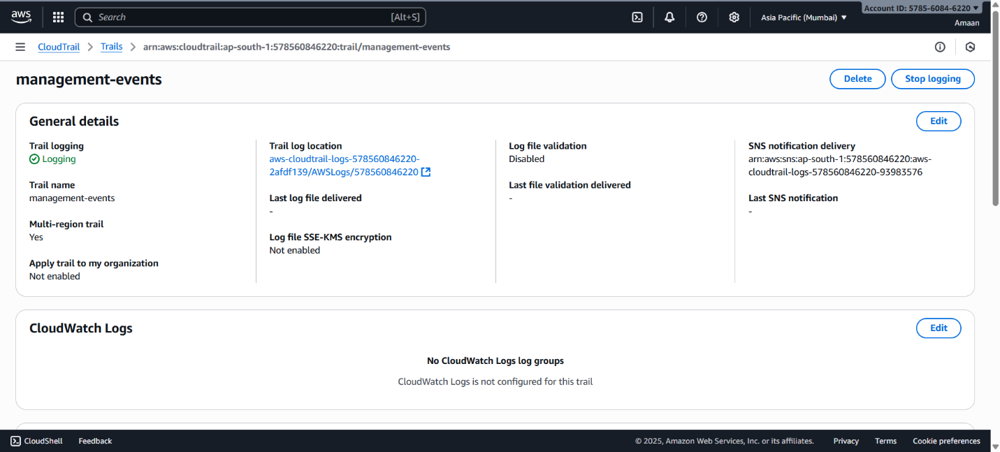 aws
Search
[Alt+S]
Asia Pacific (Mumbai)
Account ID: 5785-6084-6220
Amaan
CloudTrail
Trails
arn:aws:cloudtrail:ap-south-1:578560846220:trail/management-events
management-events
Delete
Stop logging
General details
Edit
Trail logging
Logging
Trail name
management-events
Multi-region trail
Yes
Apply trail to my organization
Not enabled
Trail log location
aws-cloudtrail-logs-578560846220-
2afdf139/AWSLogs/578560846220
Last log file delivered
-
Log file SSE-KMS encryption
Not enabled
Log file validation
Disabled
Last file validation delivered
-
SNS notification delivery
arn:aws:sns:ap-south-1:578560846220:aws-
cloudtrail-logs-578560846220-93983576
Last SNS notification
-
CloudWatch Logs
Edit
No CloudWatch Logs log groups
CloudWatch Logs is not configured for this trail
CloudShell
Feedback
© 2025, Amazon Web Services, Inc. or its affiliates.
Privacy
Terms
Cookie preferences